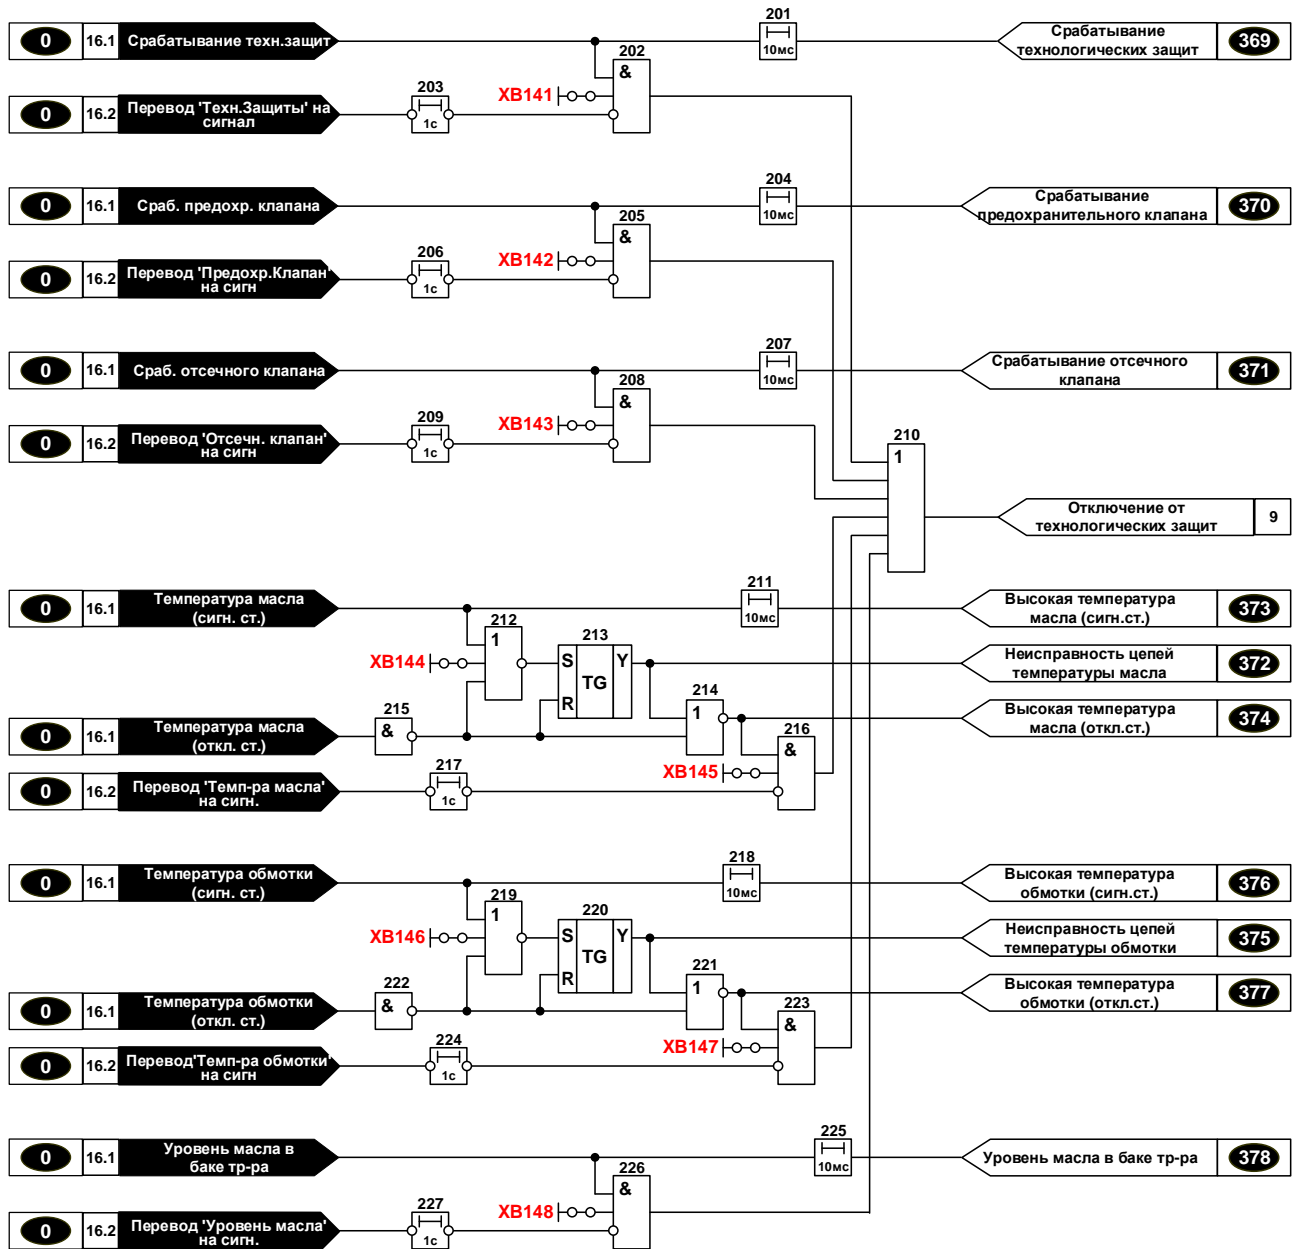 201
0 16.1 Срабатывание техн.защит
10мс
Срабатывание
технологических защит 369
202
&
203
XB141
0 16.2 Перевод 'Техн.Защиты' на
сигнал
1с
204
0 16.1 Сраб. предохр. клапана
10мс
Срабатывание
предохранительного клапана 370
205
&
206
XB142
0 16.2 Перевод 'Предохр.Клапан'
на сигн
1с
207
0 16.1 Сраб. отсечного клапана
10мс
Срабатывание отсечного
клапана 371
208
&
209
XB143
0 16.2 Перевод 'Отсечн. клапан'
на сигн
1с
210
1
Отключение от
технологических защит 9
211
0 16.1 Температура масла
(сигн. ст.)
10мс
Высокая температура
масла (сигн.ст.) 373
212
1
213
XB144
S TG Y
R
Неисправность цепей
температуры масла 372
214
1
215
&
0 16.1 Температура масла
(откл. ст.)
Высокая температура
масла (откл.ст.) 374
216
&
217
XB145
0 16.2 Перевод 'Темп-ра масла'
на сигн.
1с
218
0 16.1 Температура обмотки
(сигн. ст.)
10мс
Высокая температура
обмотки (сигн.ст.) 376
219
1
220
XB146
S TG Y
R
Неисправность цепей
температуры обмотки 375
221
1
222
&
0 16.1 Температура обмотки
(откл. ст.)
Высокая температура
обмотки (откл.ст.) 377
223
&
224
XB147
0 16.2 Перевод'Темп-ра обмотки'
на сигн
1с
225
0 16.1 Уровень масла в
баке тр-ра
10мс
Уровень масла в баке тр-ра 378
226
&
227
XB148
0 16.2 Перевод 'Уровень масла'
на сигн.
1с